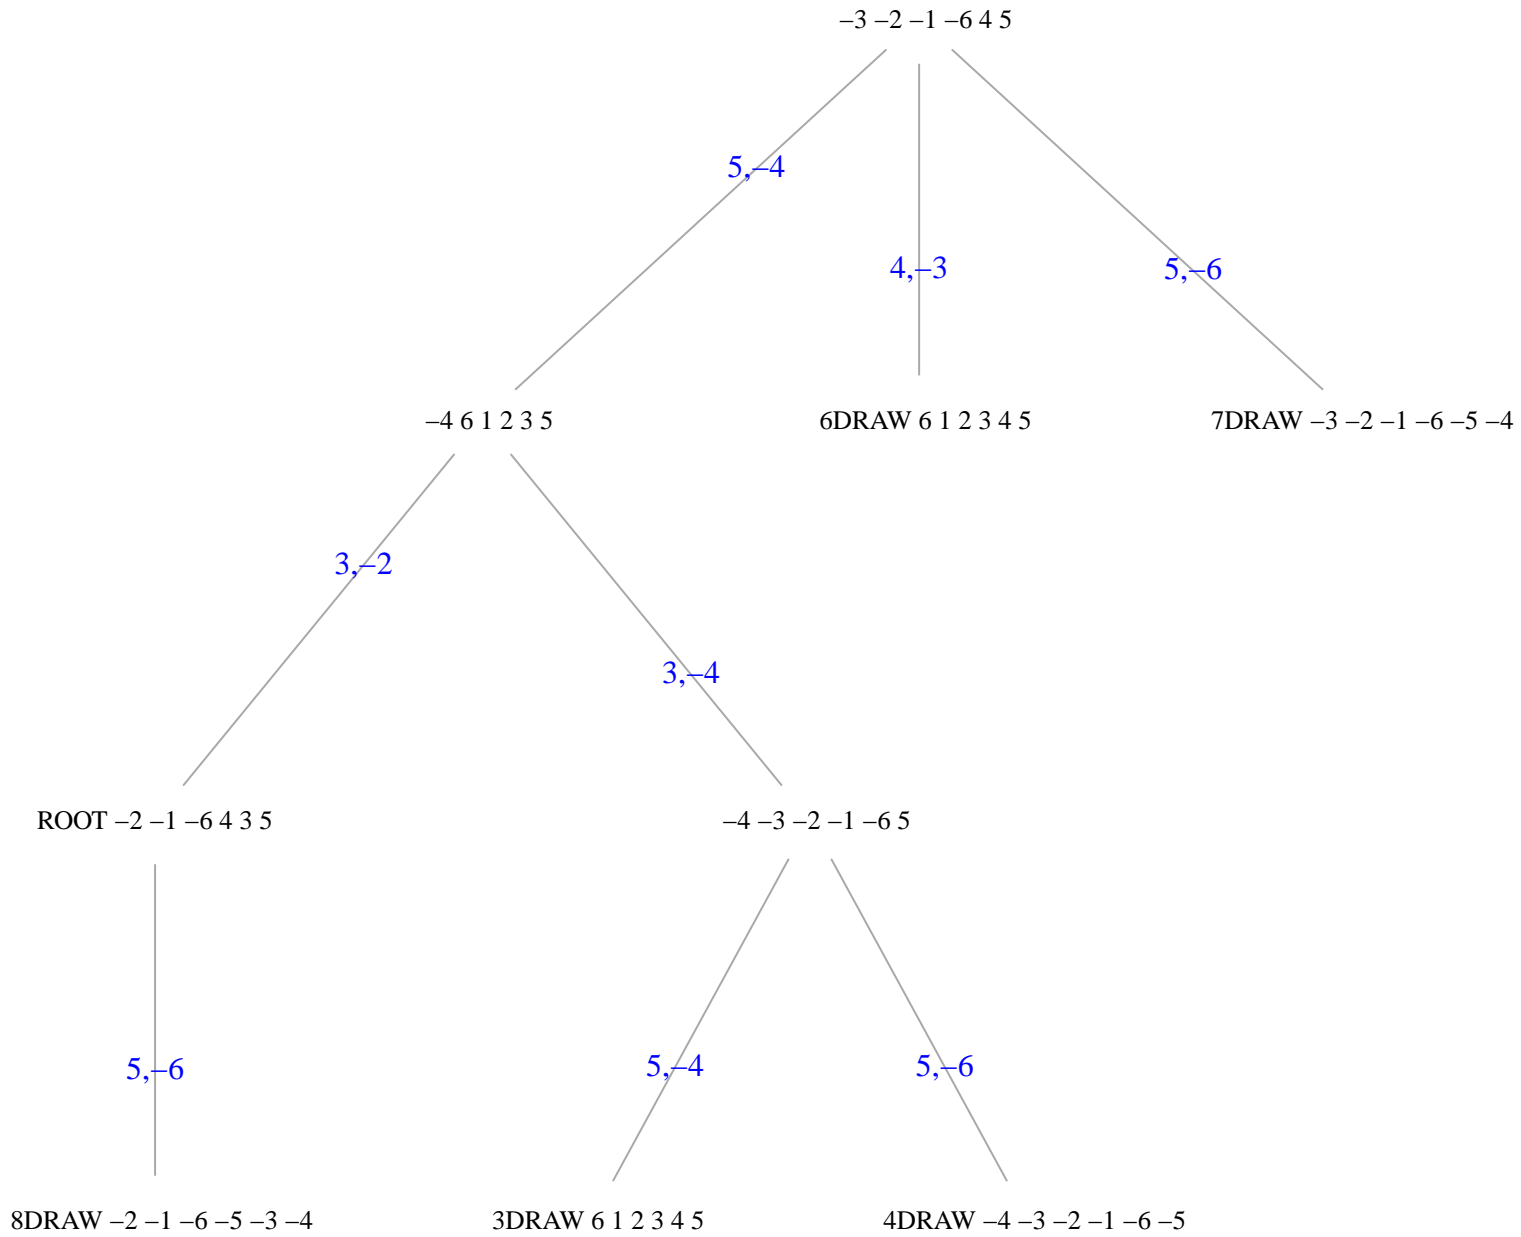 –3 –2 –1 –6 4 5
5,–4
4,–3
5,–6
–4 6 1 2 3 5
6DRAW 6 1 2 3 4 5
7DRAW –3 –2 –1 –6 –5 –4
3,–2
3,–4
ROOT –2 –1 –6 4 3 5
–4 –3 –2 –1 –6 5
5,–6
5,–4
5,–6
8DRAW –2 –1 –6 –5 –3 –4
3DRAW 6 1 2 3 4 5
4DRAW –4 –3 –2 –1 –6 –5